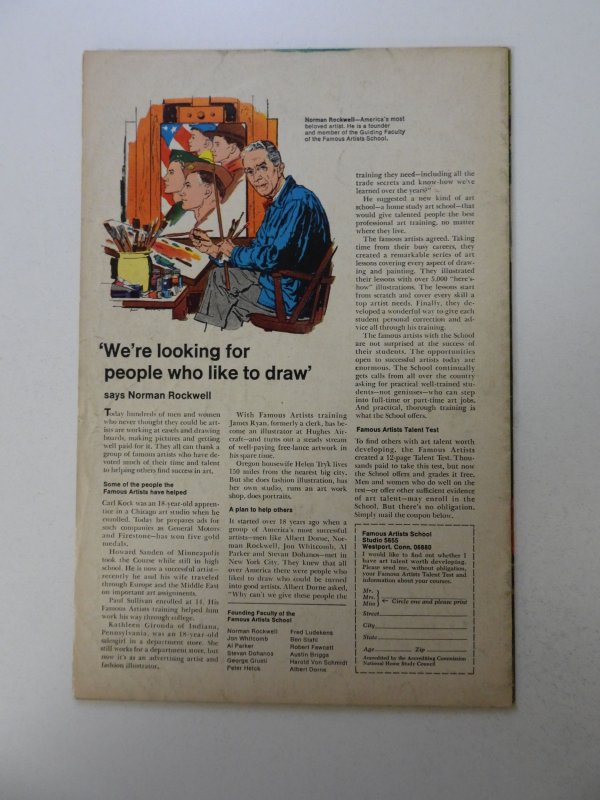 Norman Rockwell—America's most
beloved artist. He is a founder
and member of the Guiding Faculty
of the Famous Artists School.
'We're looking for
people who like to draw'
says Norman Rockwell
Today hundreds of men and women
who never thought they could be art-
ists are working at easels and drawing
boards, making pictures and getting
well paid for it. They all can thank a
group of famous artists who have de-
voted much of their time and talent
to helping others find success in art.
Some of the people the
Famous Artists have helped
Carl Kock was an 18-year-old appren-
tice in a Chicago art studio when he
enrolled. Today he prepares ads for
such companies as General Motors
and Firestone—has won five gold
medals.
Howard Sanden of Minneapolis
took the Course while still in high
school. He is now a successful artist—
recently he and his wife traveled
through Europe and the Middle East
on important art assignments.
Paul Sullivan enrolled at 14. His
Famous Artists training helped him
work his way through college.
Kathleen Gironda of Indiana,
Pennsylvania, was an 18-year-old
salesgirl in a department store. She
still works for a department store, but
now it's as an advertising artist and
fashion illustrator.
With Famous Artists training
James Ryan, formerly a clerk, has be-
come an illustrator at Hughes Air-
craft—and turns out a steady stream
of well-paying free-lance artwork in
his spare time.
Oregon housewife Helen Tryk lives
150 miles from the nearest big city.
But she does fashion illustration, has
her own studio, runs an art work
shop, does portraits.
A plan to help others
It started over 18 years ago when a
group of America's most successful
artists—men like Albert Dorne, Nor-
man Rockwell, Jon Whitcomb, Al
Parker and Stevan Dohanos—met in
New York City. They knew that all
over America there were people who
liked to draw who could be turned
into good artists. Albert Dorne asked,
"Why can't we give these people the
Founding Faculty of the
Famous Artists School
Norman Rockwell
Jon Whitcomb
Al Parker
Stevan Dohanos
George Giusti
Peter Helck
Fred Ludekens
Ben Stahl
Robert Fawcett
Austin Briggs
Harold Von Schmidt
Albert Dorne
training they need—including all the
trade secrets and know-how we've
learned over the years?"
He suggested a new kind of art
school—a home study art school—that
would give talented people the best
professional art training, no matter
where they live.
The famous artists agreed. Taking
time from their busy careers, they
created a remarkable series of art
lessons covering every aspect of draw-
ing and painting. They illustrated
their lessons with over 5,000 "here's-
how" illustrations. The lessons start
from scratch and cover every skill a
top artist needs. Finally, they de-
veloped a wonderful way to give each
student personal correction and ad-
vice all through his training.
The famous artists with the School
are not surprised at the success of
their students. The opportunities
open to successful artists today are
enormous. The School continually
gets calls from all over the country
asking for practical well-trained stu-
dents—not geniuses—who can step
into full-time or part-time art jobs.
And practical, thorough training is
what the School offers.
Famous Artists Talent Test
To find others with art talent worth
developing, the Famous Artists
created a 12-page Talent Test. Thou-
sands paid to take this test, but now
the School offers and grades it free.
Men and women who do well on the
test—or offer other sufficient evidence
of art talent—may enroll in the
School. But there's no obligation.
Simply mail the coupon below.
Famous Artists School
Studio 5655
Westport, Conn. 06880
I would like to find out whether I
have art talent worth developing.
Please send me, without obligation,
your Famous Artists Talent Test and
information about your courses.
Mr.
Mrs.
Miss
← Circle one and please print
Street
City
State
Age Zip
Accredited by the Accrediting Commission
National Home Study Council